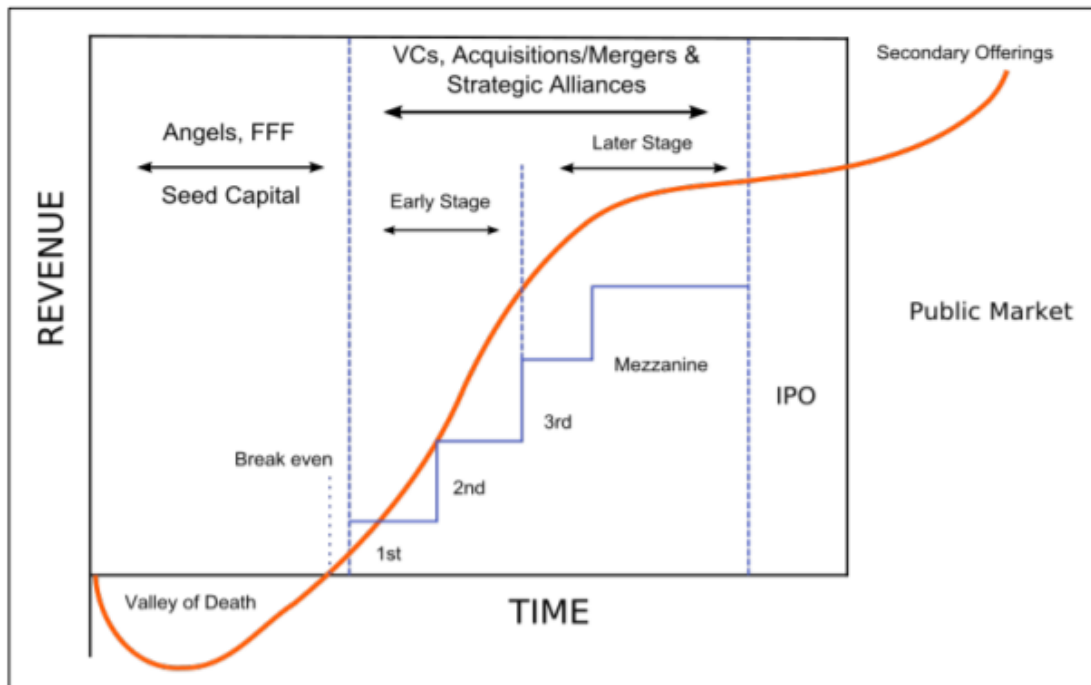 Secondary Offerings
VCs, Acquisitions/Mergers &
Strategic Alliances
Angels, FFF
Seed Capital
Later Stage
Early Stage
REVENUE
Public Market
Mezzanine
IPO
3rd
Break even
2nd
1st
Valley of Death
TIME